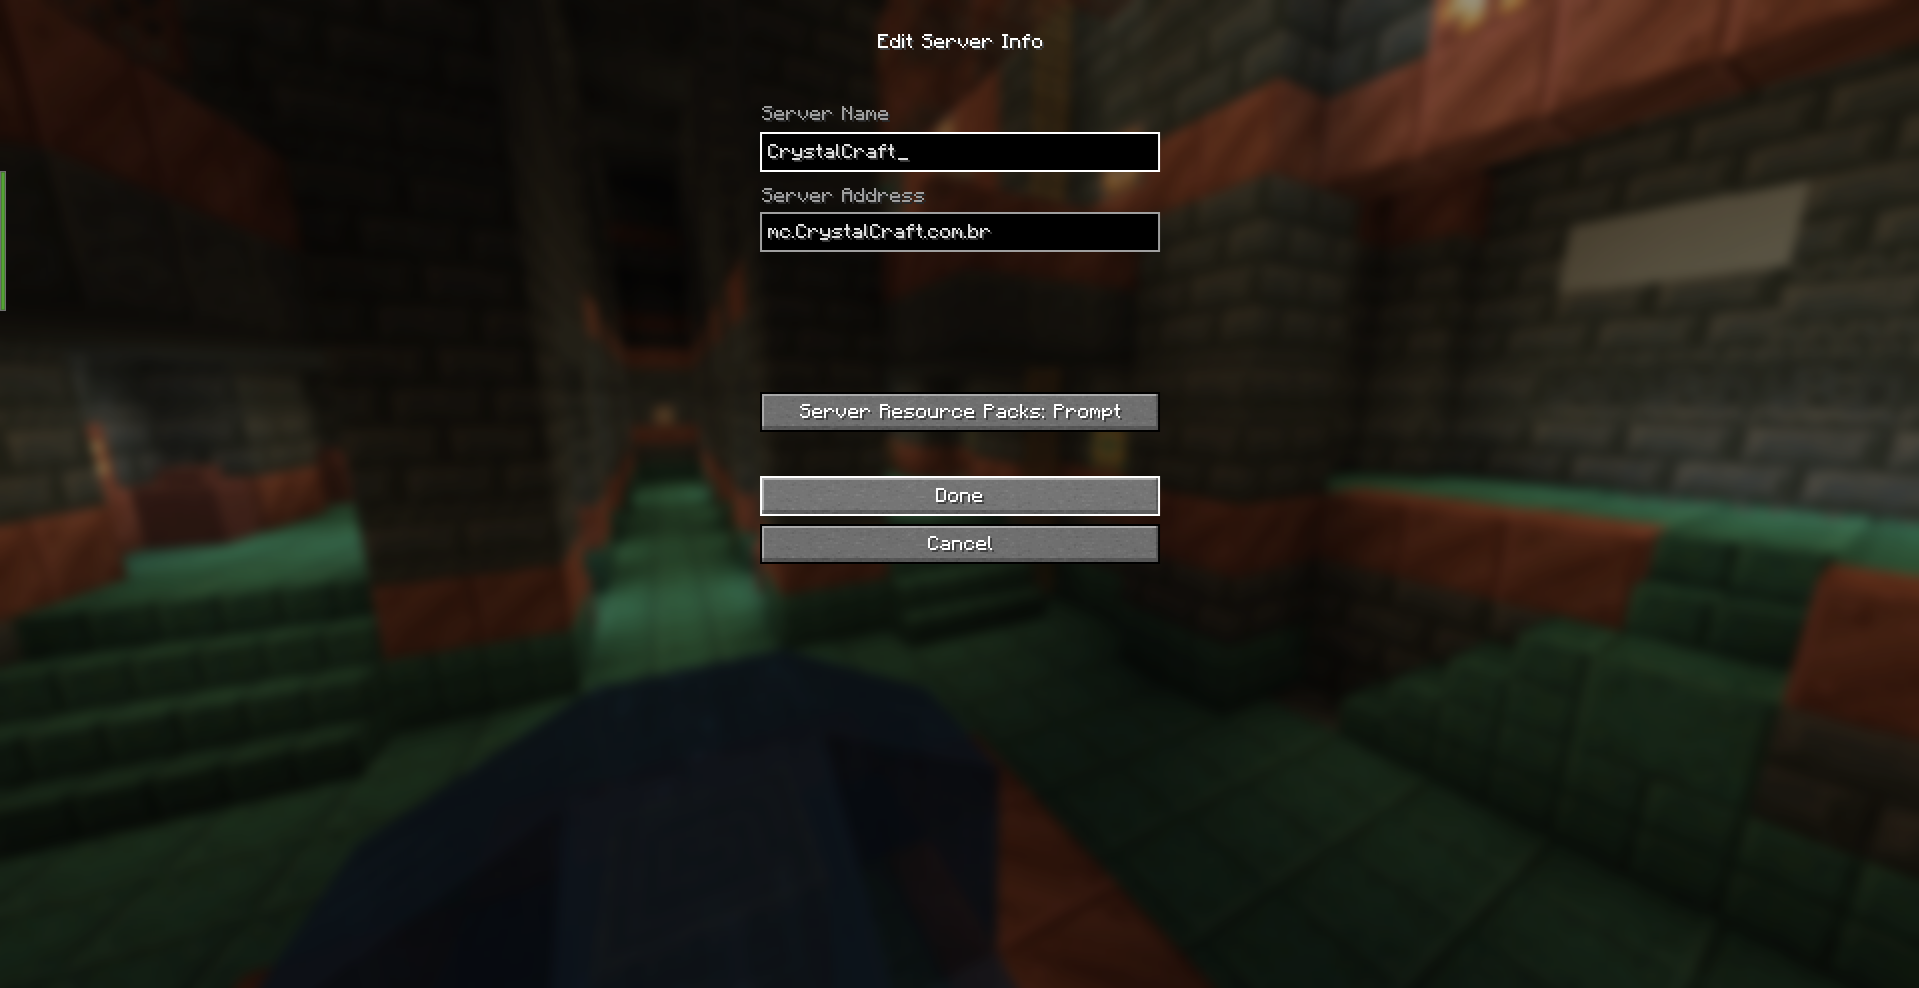 Edit Server Info
Server Name
CrystalCraft_
Server Address
mc.CrystalCraft.com.br
Server Resource Packs: Prompt
Done
Cancel